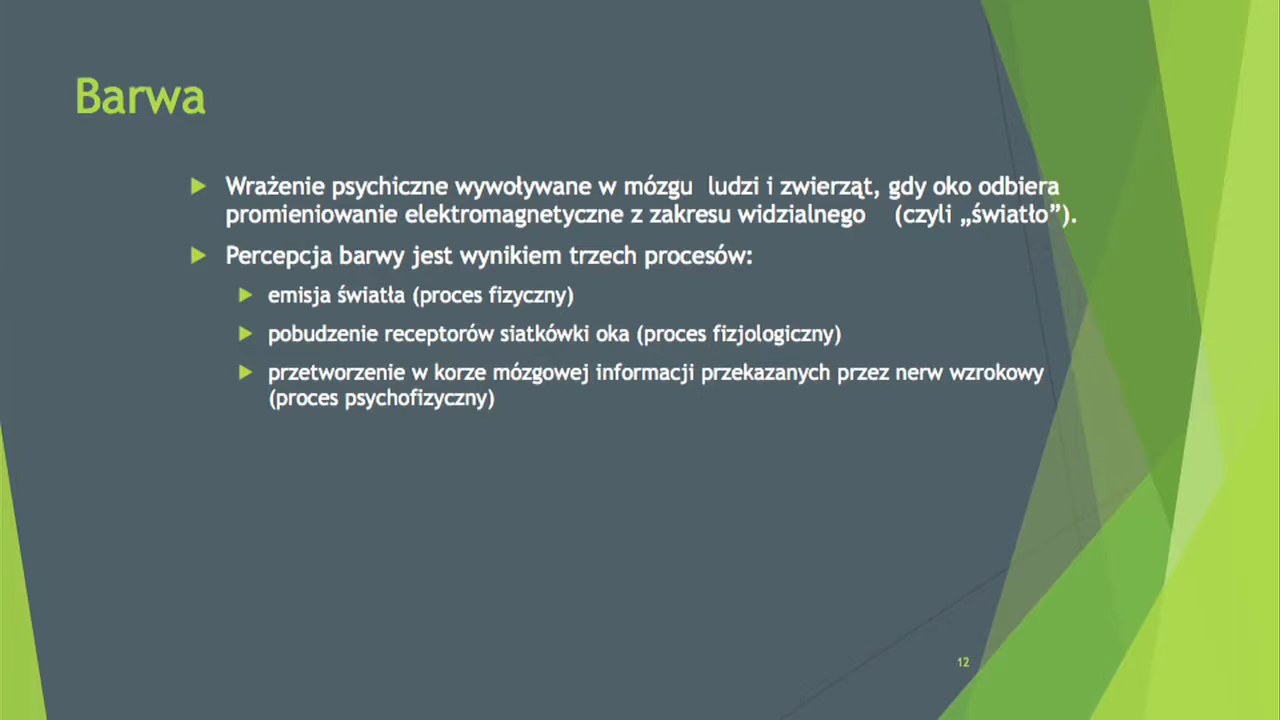 Barwa
Wrażenie psychiczne wywoływane w mózgu ludzi i zwierząt, gdy oko odbiera
promieniowanie elektromagnetyczne z zakresu widzialnego (czyli „światło”).
Percepcja barwy jest wynikiem trzech procesów:
emisja światła (proces fizyczny)
pobudzenie receptorów siatkówki oka (proces fizjologiczny)
przetworzenie w korze mózgowej informacji przekazanych przez nerw wzrokowy
(proces psychofizyczny)
12